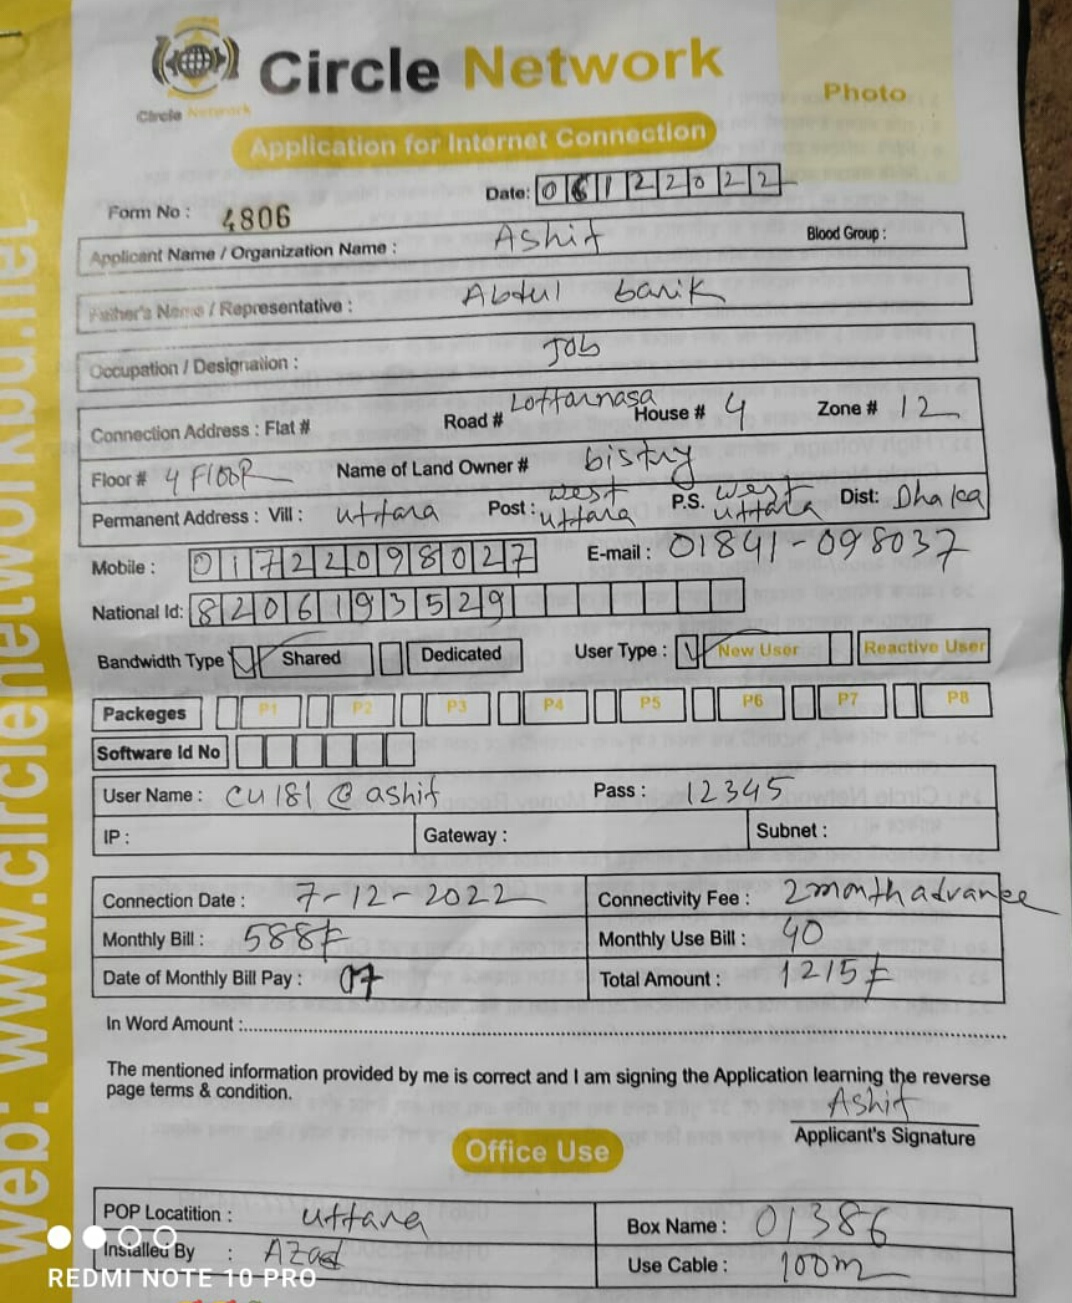 Circle Network
Circle Network
Photo
Application for Internet Connection
Date: 06122022
Form No : 4806
Applicant Name / Organization Name : Ashif Blood Group :
Father's Name / Representative : Abdul barik
Occupation / Designation : Job
Connection Address : Flat # Road # House # 4 Zone # 12
Floor # 4 FlooR Name of Land Owner #
Permanent Address : Vill : uttara Post : west uttara P.S. west uttara Dist: Dhaka
Mobile : 01722098027 E-mail : 01841-098037
National Id: 8206193529
Bandwidth Type Shared Dedicated User Type : New User Reactive User
Packeges P1 P2 P3 P4 P5 P6 P7 P8
Software Id No
User Name : cu181@ashif Pass : 12345
IP : Gateway : Subnet :
Connection Date : 7-12-2022 Connectivity Fee : 2 month advance
Monthly Bill : 588 Monthly Use Bill : 40
Date of Monthly Bill Pay : 07 Total Amount : 1215
In Word Amount :
The mentioned information provided by me is correct and I am signing the Application learning the reverse
page terms & condition.
Ashif
Applicant's Signature
Office Use
POP Locatition : uttara Box Name : 01386
Installed By : AZad Use Cable : 100m
REDMI NOTE 10 PRO
web: www.circlenetworkbd.net